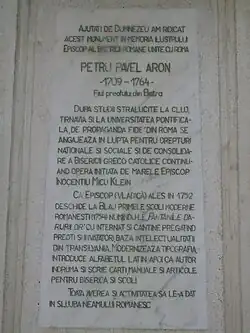 AJUTAȚI DE DUMNEZEU AM RIDICAT
ACEST MONUMENT IN MEMORIA ILUSTRULUI
EPISCOP AL BISERICII ROMANE UNITE CU ROMA
PETRU PAVEL ARON
-1709 - 1764-
Fiul preotului din Bistra
DUPA STUDII STRALUCITE LA CLUJ,
TRNAVA SI LA UNIVERSITATEA PONTIFICA-
LA DE PROPAGANDA FIDE DIN ROMA SE
ANGAJEAZA IN LUPTA PENTRU DREPTURI
NATIONALE SI SOCIALE SI DE CONSOLIDA-
RE A BISERICII GRECO CATOLICE CONTINU-
AND OPERA INITIATA DE MARELE EPISCOP
INOCENTIU MICU KLEIN
CA EPISCOP (VLADICA) ALES IN 1752
DESCHIDE LA BLAJ PRIMELE SCOLI MODERNE
ROMANESTI (1754) NUMINDU-LE FANTANILE DA-
RURILOR CU INTERNAT SI CANTINE PREGATIND
PREOTI SI INVATATORI, BAZA INTELECTUALITATII
DIN TRANSILVANIA. MODERNIZEAZA TIPOGRAFIA,
INTRODUCE ALFABETUL LATIN APOI CA AUTOR
INDRUMA SI SCRIE CARTI MANUALE SI ARTICOLE
PENTRU BISERICA SI SCOLI
TOATA AVEREA SI ACTIVITATEA SA LE-A DAT
IN SLUJBA NEAMULUI ROMANESC